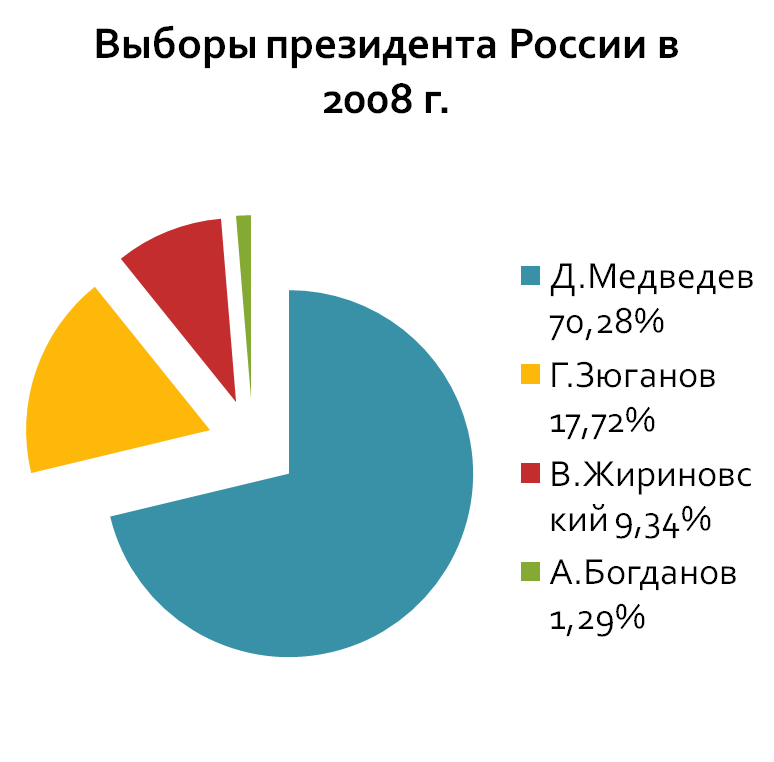 Выборы президента России в
2008 г.
Д.Медведев
70,28%
Г.Зюганов
17,72%
В.Жириновс
кий 9,34%
А.Богданов
1,29%